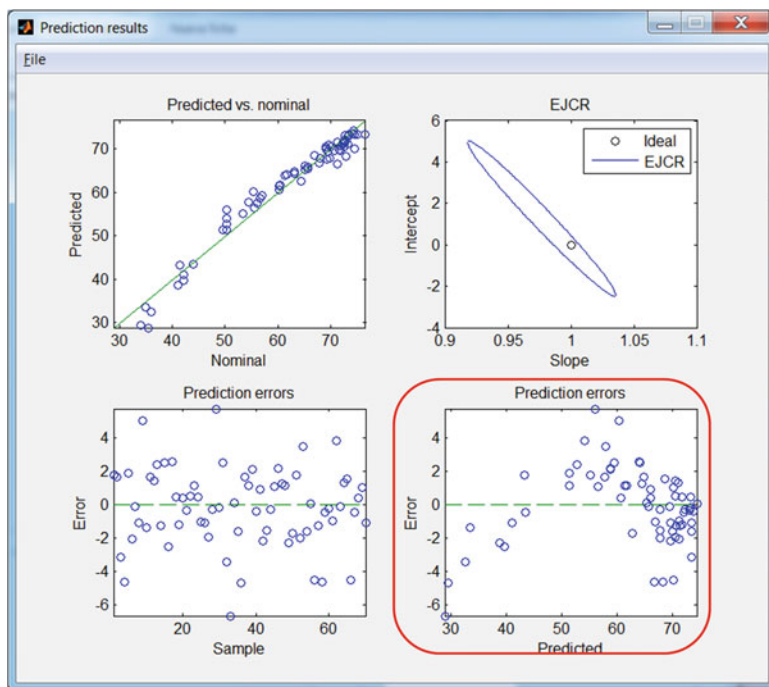 Prediction results
File
Predicted vs. nominal
Predicted
70
60
50
40
30
30 40 50 60 70
Nominal
EJCR
Intercept
6
4
2
0
-2
-4
0.9 0.95 1 1.05 1.1
Slope
Ideal
EJCR
Prediction errors
Error
4
2
0
-2
-4
-6
20 40 60
Sample
Prediction errors
Error
4
2
0
-2
-4
-6
30 40 50 60 70
Predicted